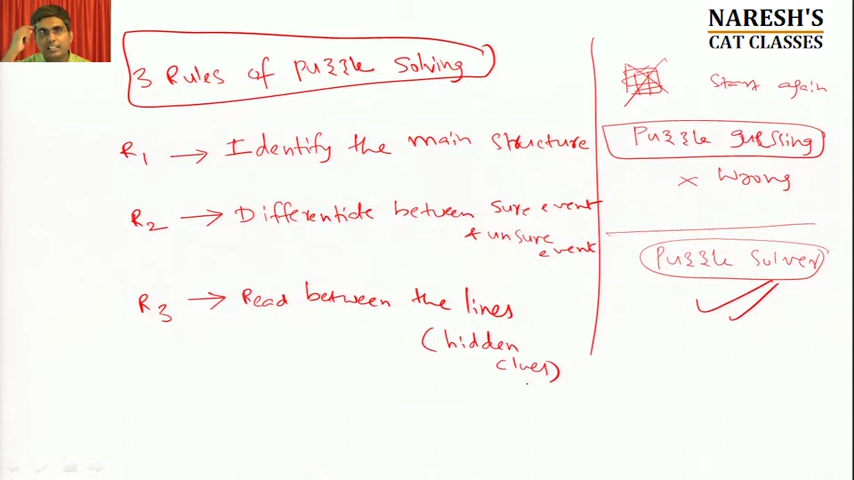 NARESH'S
CAT CLASSES
3 Rules of Puzzle Solving
R1 → Identify the main structure
R2 → Differentiate between sure event
& unsure
event
R3 → Read between the lines
(hidden
clues)
Start again
Puzzle guessing
× Wrong
Puzzle Solver